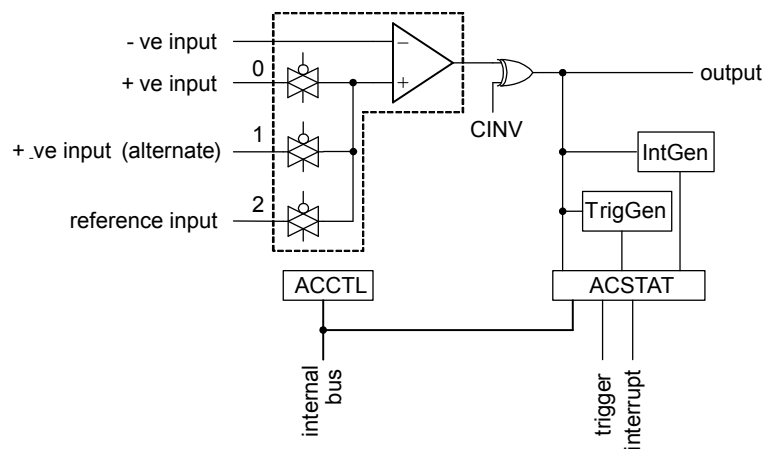 - ve input
0
+ ve input
−
+
output
CINV
1
+ -ve input (alternate)
IntGen
2
reference input
TrigGen
ACCTL
ACSTAT
internal
bus
trigger
interrupt